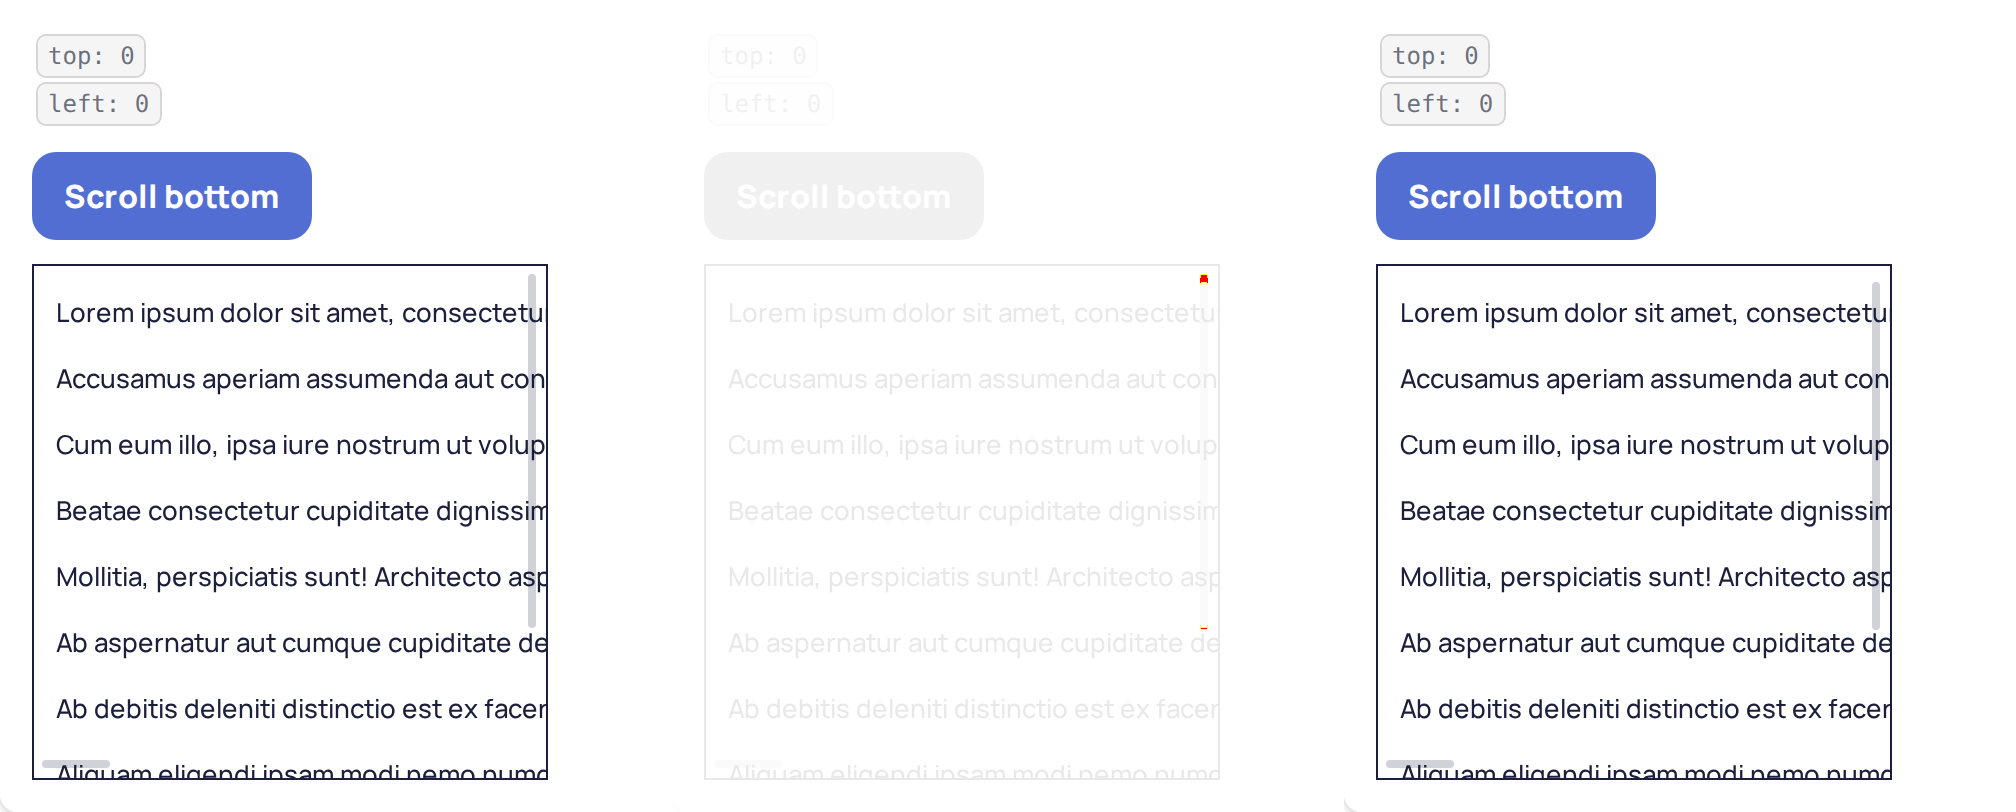 top: 0
left: 0
Scroll bottom
Lorem ipsum dolor sit amet, consectetu
Accusamus aperiam assumenda aut con
Cum eum illo, ipsa iure nostrum ut volup
Beatae consectetur cupiditate dignissim
Mollitia, perspiciatis sunt! Architecto asp
Ab aspernatur aut cumque cupiditate de
Ab debitis deleniti distinctio est ex facer
Aliquam eligendi ipsam modi nemo numq
top: 0
left: 0
Scroll bottom
Lorem ipsum dolor sit amet, consectetu
Accusamus aperiam assumenda aut con
Cum eum illo, ipsa iure nostrum ut volup
Beatae consectetur cupiditate dignissim
Mollitia, perspiciatis sunt! Architecto asp
Ab aspernatur aut cumque cupiditate de
Ab debitis deleniti distinctio est ex facer
Aliquam eligendi ipsam modi nemo numq
top: 0
left: 0
Scroll bottom
Lorem ipsum dolor sit amet, consectetu
Accusamus aperiam assumenda aut con
Cum eum illo, ipsa iure nostrum ut volup
Beatae consectetur cupiditate dignissim
Mollitia, perspiciatis sunt! Architecto asp
Ab aspernatur aut cumque cupiditate de
Ab debitis deleniti distinctio est ex facer
Aliquam eligendi ipsam modi nemo numq